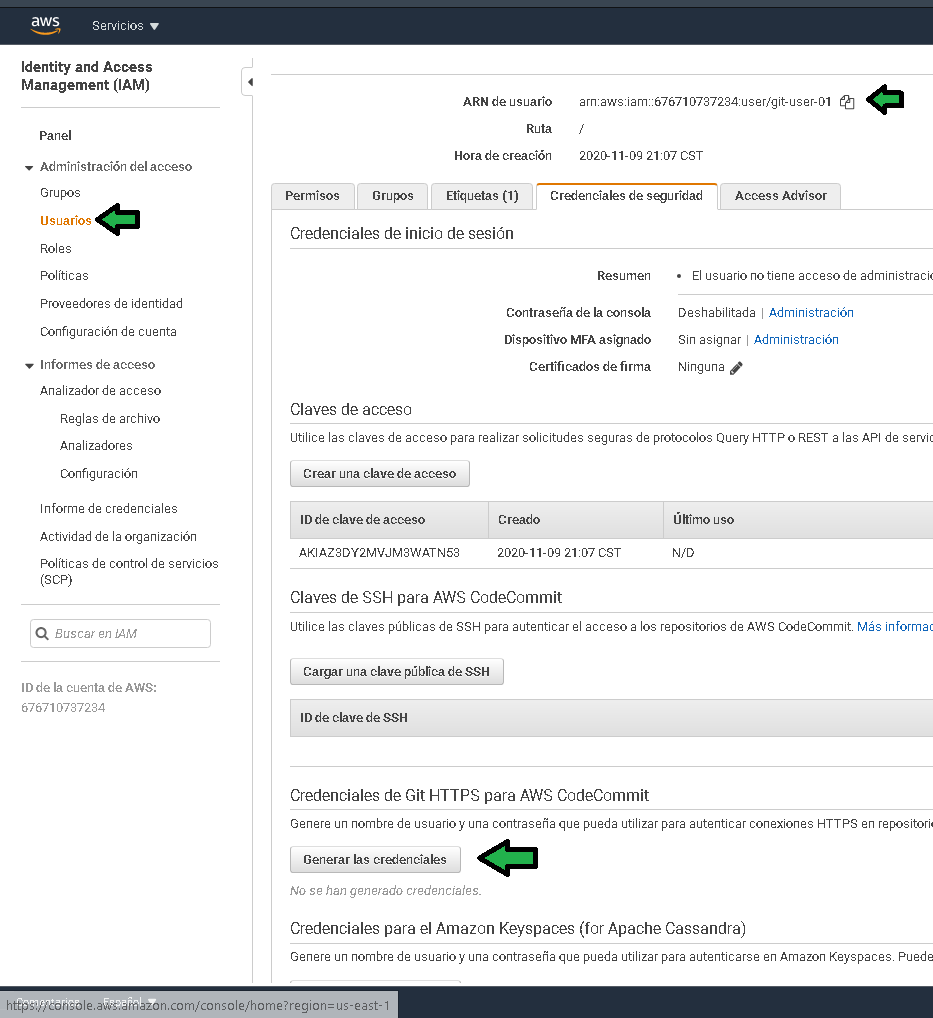 aws Servicios
Identity and Access
Management (IAM)
Panel
Administración del acceso
Grupos
Usuarios
Roles
Políticas
Proveedores de identidad
Configuración de cuenta
Informes de acceso
Analizador de acceso
Reglas de archivo
Analizadores
Configuración
Informe de credenciales
Actividad de la organización
Políticas de control de servicios
(SCP)
Buscar en IAM
ID de la cuenta de AWS:
676710737234
ARN de usuario arn:aws:iam::676710737234:user/git-user-01
Ruta /
Hora de creación 2020-11-09 21:07 CST
Permisos Grupos Etiquetas (1) Credenciales de seguridad Access Advisor
Credenciales de inicio de sesión
Resumen • El usuario no tiene acceso de administració
Contraseña de la consola Deshabilitada | Administración
Dispositivo MFA asignado Sin asignar | Administración
Certificados de firma Ninguna
Claves de acceso
Utilice las claves de acceso para realizar solicitudes seguras de protocolos Query HTTP o REST a las API de servic
Crear una clave de acceso
ID de clave de acceso Creado Último uso
AKIAZ3DY2MVJM3WATN53 2020-11-09 21:07 CST N/D
Claves de SSH para AWS CodeCommit
Utilice las claves públicas de SSH para autenticar el acceso a los repositorios de AWS CodeCommit. Más informac
Cargar una clave pública de SSH
ID de clave de SSH
Credenciales de Git HTTPS para AWS CodeCommit
Genere un nombre de usuario y una contraseña que pueda utilizar para autenticar conexiones HTTPS en repositorio
Generar las credenciales
No se han generado credenciales.
Credenciales para el Amazon Keyspaces (for Apache Cassandra)
Genere un nombre de usuario y una contraseña que pueda utilizar para autenticarse en Amazon Keyspaces. Puede
Comentarios Español
https://console.aws.amazon.com/console/home?region=us-east-1